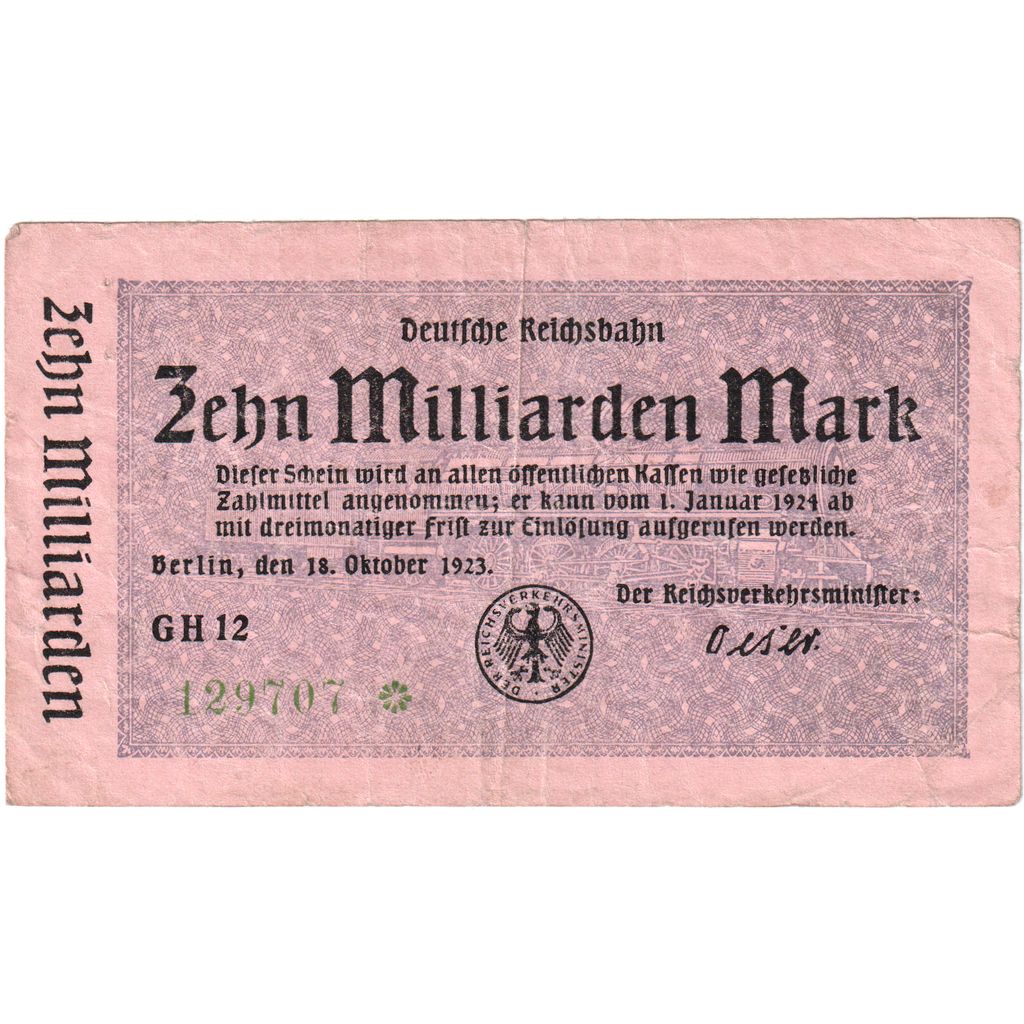 Zehn Milliarden
Deutsche Reichsbahn
Zehn Milliarden Mark
Dieser Schein wird an allen öffentlichen Kassen wie gesetzliche
Zahlmittel angenommen; er kann vom 1. Januar 1924 ab
mit dreimonatiger Frist zur Einlösung aufgerufen werden.
Berlin, den 18. Oktober 1923.
Der Reichsverkehrsminister:
GH 12
Oeser.
DER REICHSVERKEHRSMINISTER
129707 *